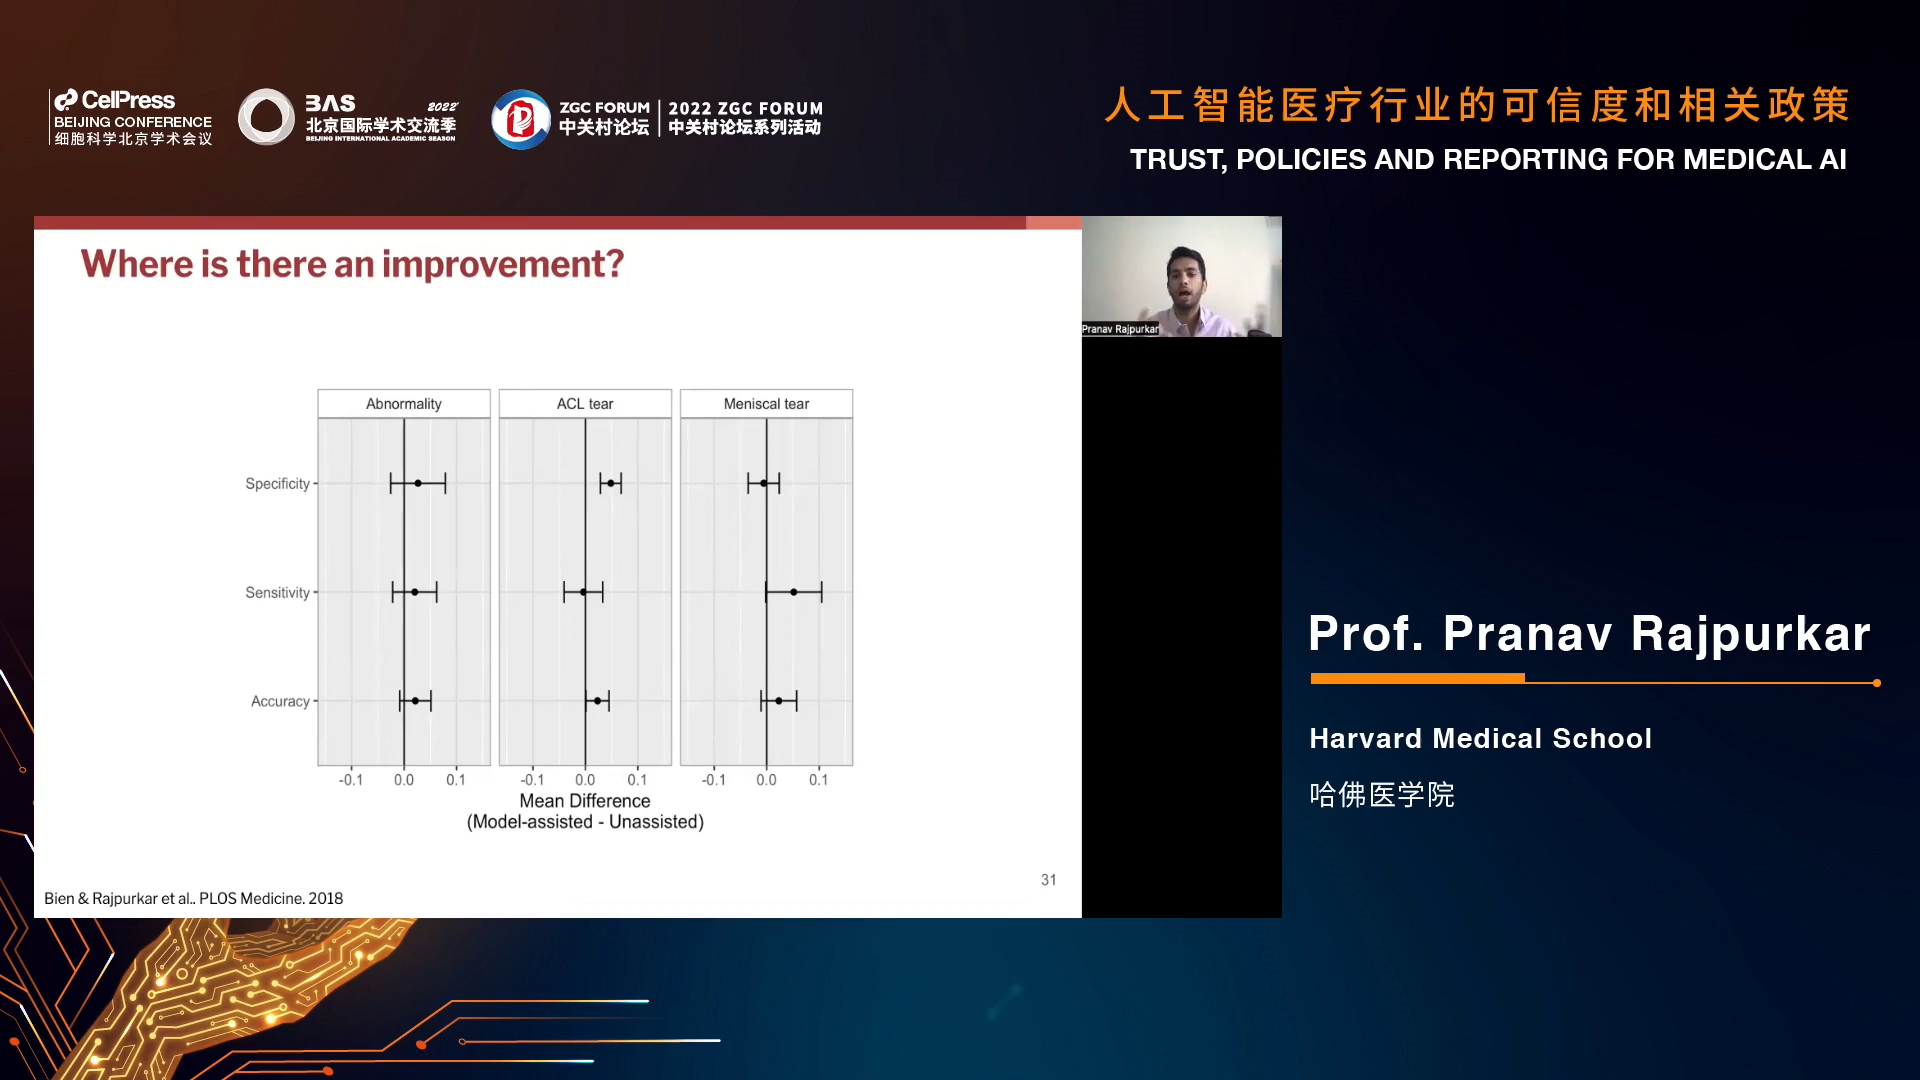 CellPress
BEIJING CONFERENCE
细胞科学北京学术会议
BAS 2022
北京国际学术交流季
BEIJING INTERNATIONAL ACADEMIC SEASON
ZGC FORUM
中关村论坛
2022 ZGC FORUM
中关村论坛系列活动
人工智能医疗行业的可信度和相关政策
TRUST, POLICIES AND REPORTING FOR MEDICAL AI
Where is there an improvement?
Pranav Rajpurkar
Abnormality ACL tear Meniscal tear
Specificity
Sensitivity
Accuracy
-0.1 0.0 0.1 -0.1 0.0 0.1 -0.1 0.0 0.1
Mean Difference
(Model-assisted - Unassisted)
31
Bien & Rajpurkar et al.. PLOS Medicine. 2018
Prof. Pranav Rajpurkar
Harvard Medical School
哈佛医学院